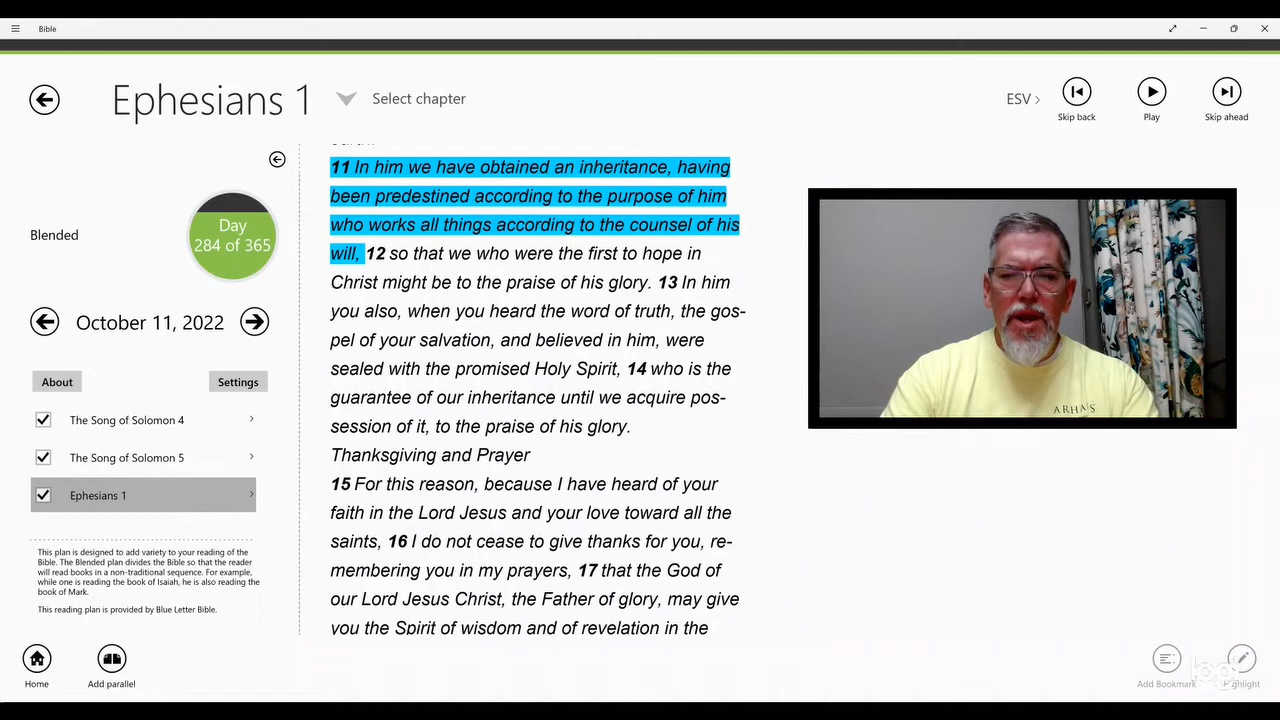 Bible
Ephesians 1
Select chapter
ESV
Skip back
Play
Skip ahead
Blended
Day
284 of 365
October 11, 2022
About
Settings
The Song of Solomon 4
The Song of Solomon 5
Ephesians 1
This plan is designed to add variety to your reading of the
Bible. The Blended plan divides the Bible so that the reader
will read books in a non-traditional sequence. For example,
while one is reading the book of Isaiah, he is also reading the
book of Mark.
This reading plan is provided by Blue Letter Bible.
11 In him we have obtained an inheritance, having
been predestined according to the purpose of him
who works all things according to the counsel of his
will, 12 so that we who were the first to hope in
Christ might be to the praise of his glory. 13 In him
you also, when you heard the word of truth, the gos-
pel of your salvation, and believed in him, were
sealed with the promised Holy Spirit, 14 who is the
guarantee of our inheritance until we acquire pos-
session of it, to the praise of his glory.
Thanksgiving and Prayer
15 For this reason, because I have heard of your
faith in the Lord Jesus and your love toward all the
saints, 16 I do not cease to give thanks for you, re-
membering you in my prayers, 17 that the God of
our Lord Jesus Christ, the Father of glory, may give
you the Spirit of wisdom and of revelation in the
Home
Add parallel
Add Bookmark
Highlight
logi